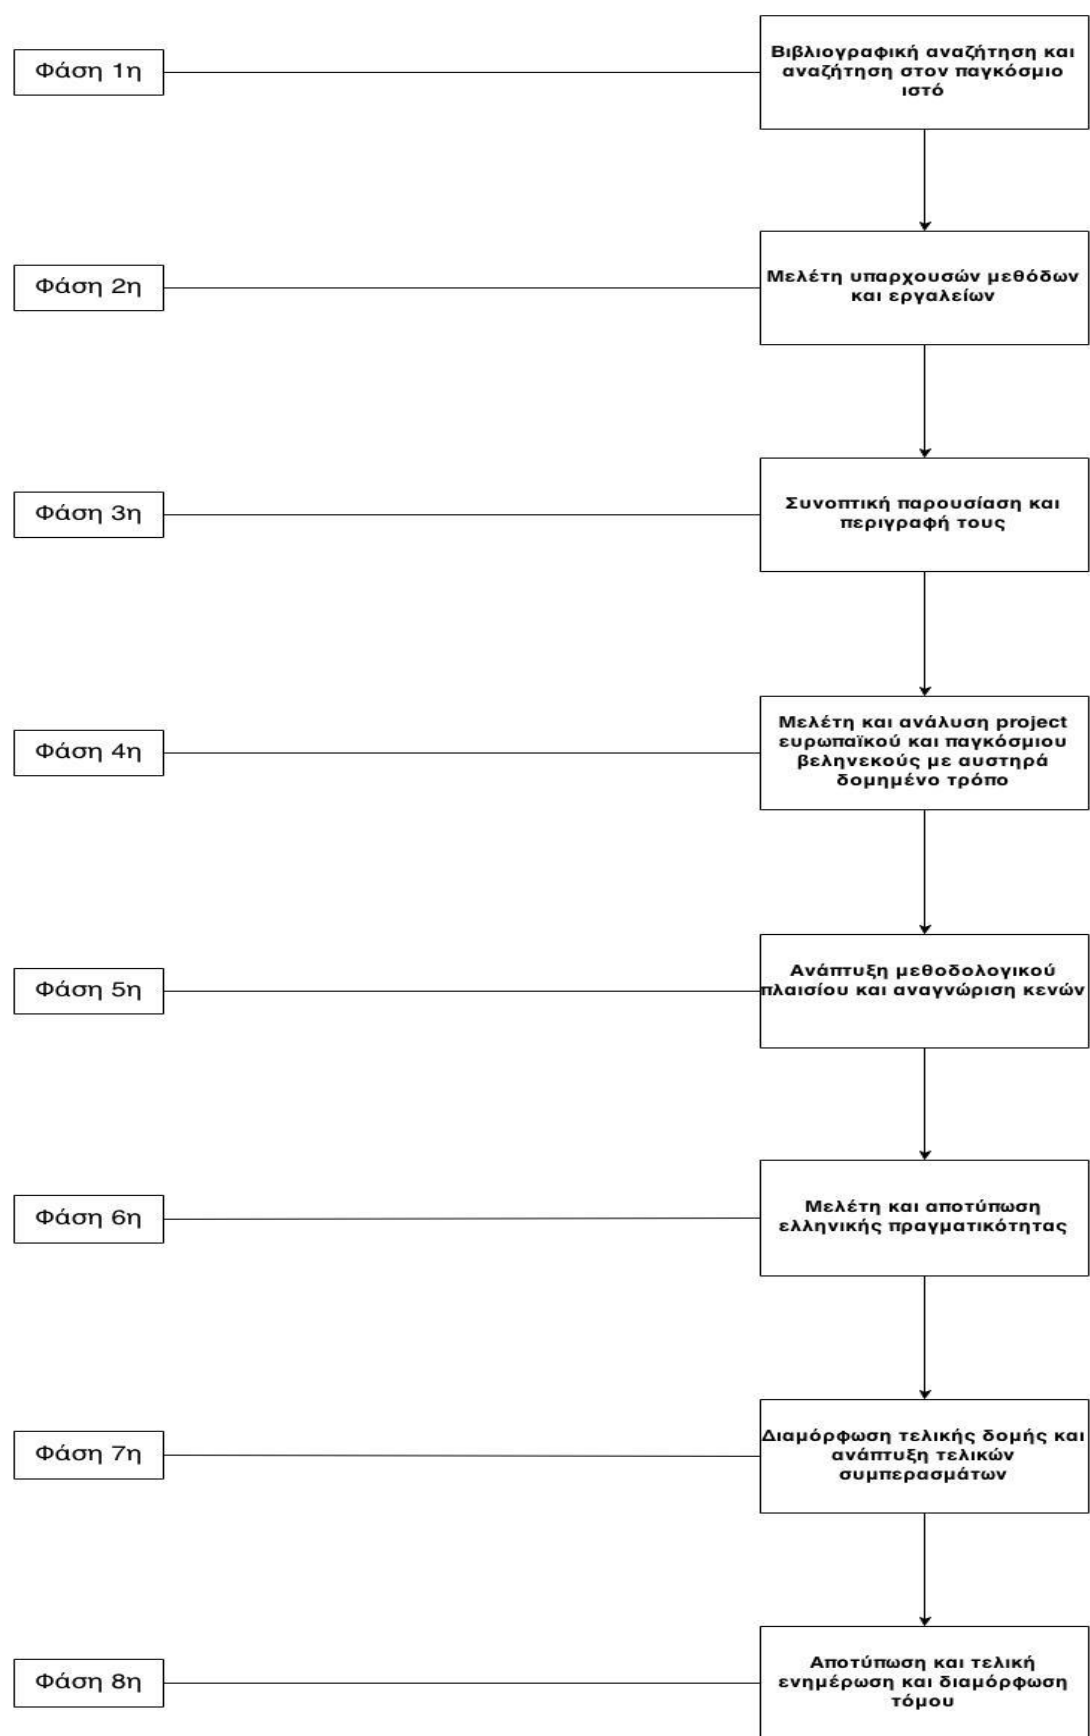 Φάση 1η
Βιβλιογραφική αναζήτηση και
αναζήτηση στον παγκόσμιο
ιστό
Φάση 2η
Μελέτη υπαρχουσών μεθόδων
και εργαλείων
Φάση 3η
Συνοπτική παρουσίαση και
περιγραφή τους
Φάση 4η
Μελέτη και ανάλυση project
ευρωπαϊκού και παγκόσμιου
βεληνεκούς με αυστηρά
δομημένο τρόπο
Φάση 5η
Ανάπτυξη μεθοδολογικού
πλαισίου και αναγνώριση κενών
Φάση 6η
Μελέτη και αποτύπωση
ελληνικής πραγματικότητας
Φάση 7η
Διαμόρφωση τελικής δομής και
ανάπτυξη τελικών
συμπερασμάτων
Φάση 8η
Αποτύπωση και τελική
ενημέρωση και διαμόρφωση
τόμου